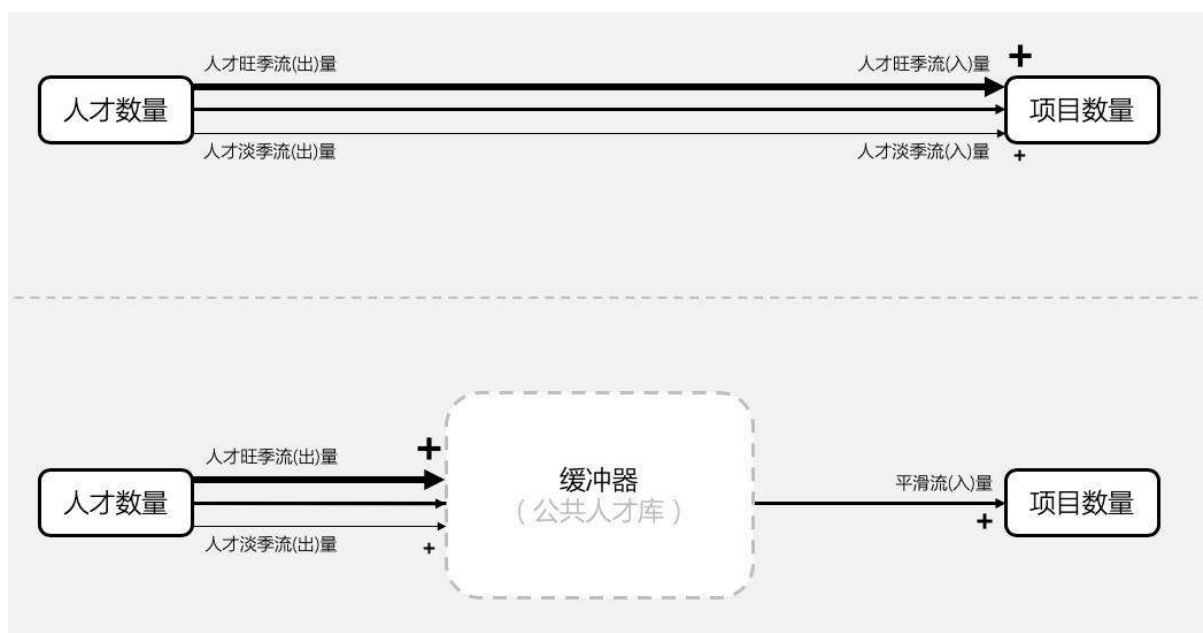 人才旺季流(出)量
人才旺季流(入)量
+
人才数量
项目数量
人才淡季流(出)量
人才淡季流(入)量
+
人才旺季流(出)量
+
缓冲器
(公共人才库)
平滑流(入)量
人才数量
项目数量
+
人才淡季流(出)量
+